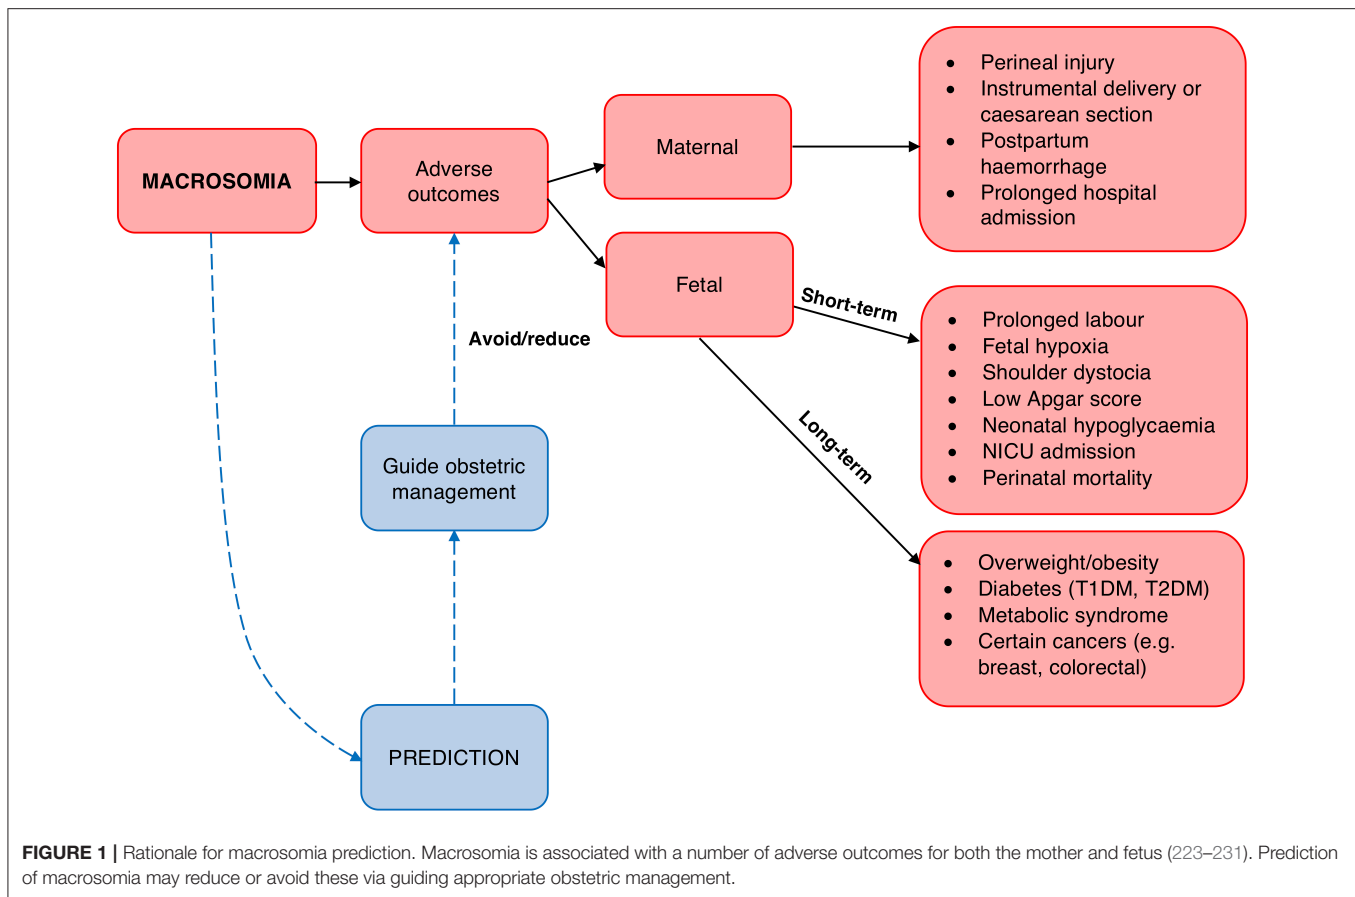 MACROSOMIA
Adverse
outcomes
Maternal
• Perineal injury
• Instrumental delivery or
caesarean section
• Postpartum
haemorrhage
• Prolonged hospital
admission
Fetal
Short-term
• Prolonged labour
• Fetal hypoxia
• Shoulder dystocia
• Low Apgar score
• Neonatal hypoglycaemia
• NICU admission
• Perinatal mortality
Long-term
• Overweight/obesity
• Diabetes (T1DM, T2DM)
• Metabolic syndrome
• Certain cancers (e.g.
breast, colorectal)
Avoid/reduce
Guide obstetric
management
PREDICTION
FIGURE 1 | Rationale for macrosomia prediction. Macrosomia is associated with a number of adverse outcomes for both the mother and fetus (223–231). Prediction
of macrosomia may reduce or avoid these via guiding appropriate obstetric management.